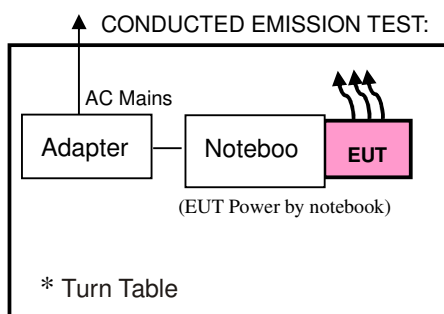 CONDUCTED EMISSION TEST:
AC Mains
Adapter
Noteboo
EUT
(EUT Power by notebook)
* Turn Table